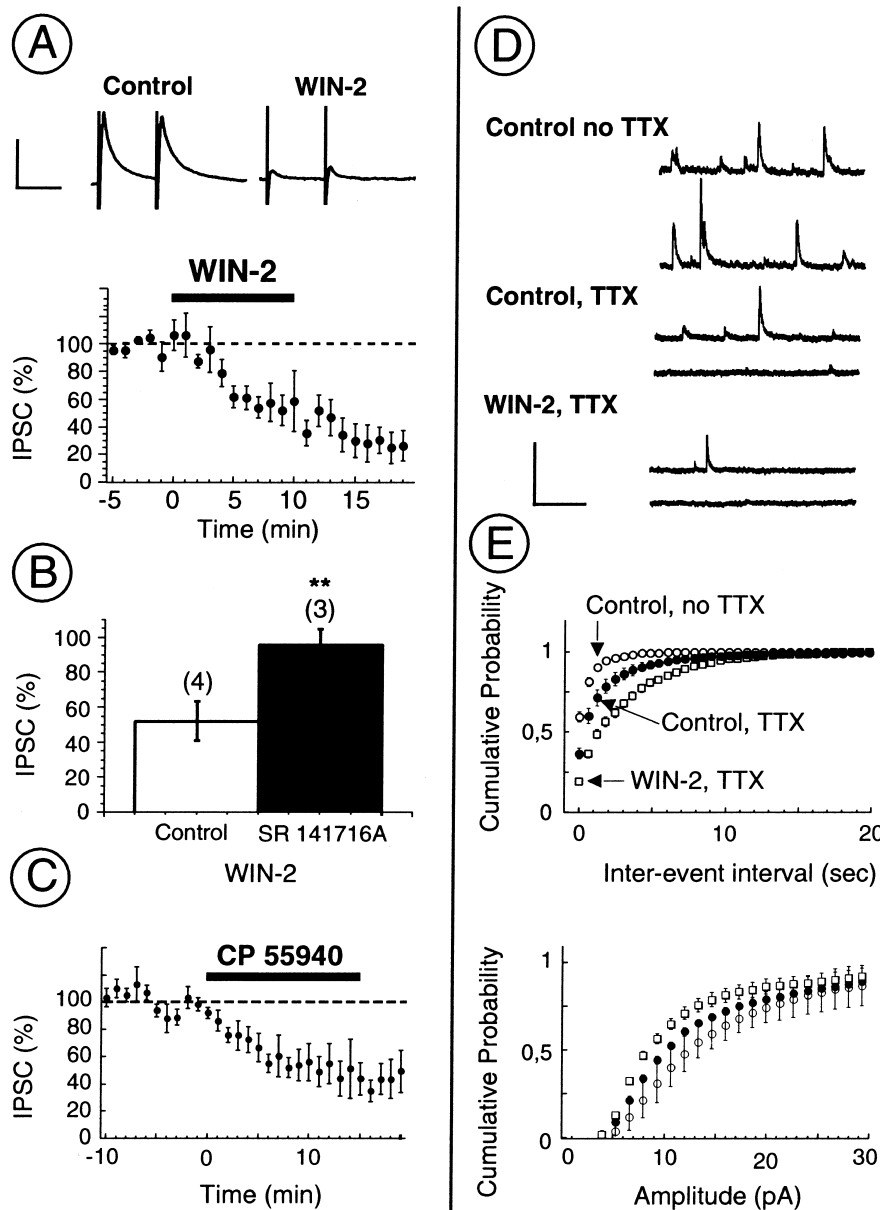 A
Control WIN-2
WIN-2
100
80
60
40
20
0
IPSC (%)
-5 0 5 10 15
Time (min)
B
**
(3)
(4)
100
80
60
40
20
0
IPSC (%)
Control SR 141716A
WIN-2
C
CP 55940
100
80
60
40
20
0
IPSC (%)
-10 0 10
Time (min)
D
Control no TTX
Control, TTX
WIN-2, TTX
E
Cumulative Probability
1
0,5
0
Control, no TTX
Control, TTX
WIN-2, TTX
0 10 20
Inter-event interval (sec)
Cumulative Probability
1
0,5
0
0 10 20 30
Amplitude (pA)